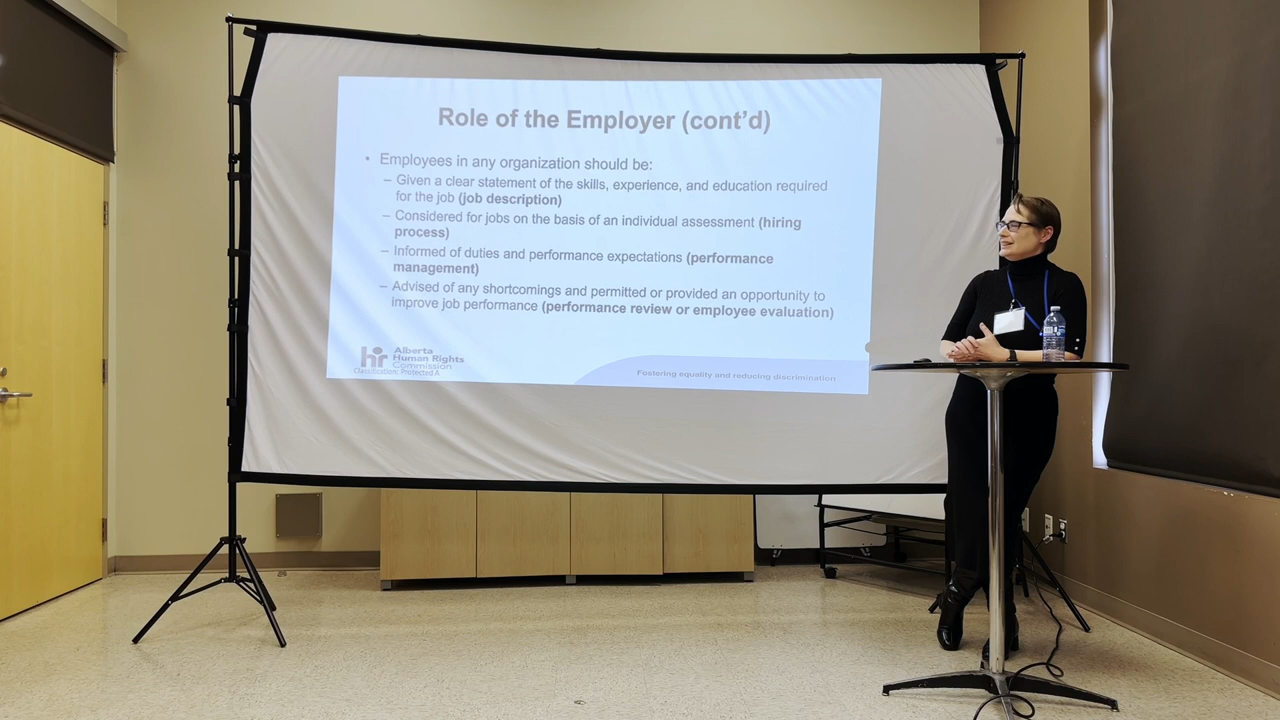 Role of the Employer (cont'd)
• Employees in any organization should be:
– Given a clear statement of the skills, experience, and education required
for the job (job description)
– Considered for jobs on the basis of an individual assessment (hiring
process)
– Informed of duties and performance expectations (performance
management)
– Advised of any shortcomings and permitted or provided an opportunity to
improve job performance (performance review or employee evaluation)
hr
Alberta
Human Rights
Commission
Classification: Protected A
Fostering equality and reducing discrimination